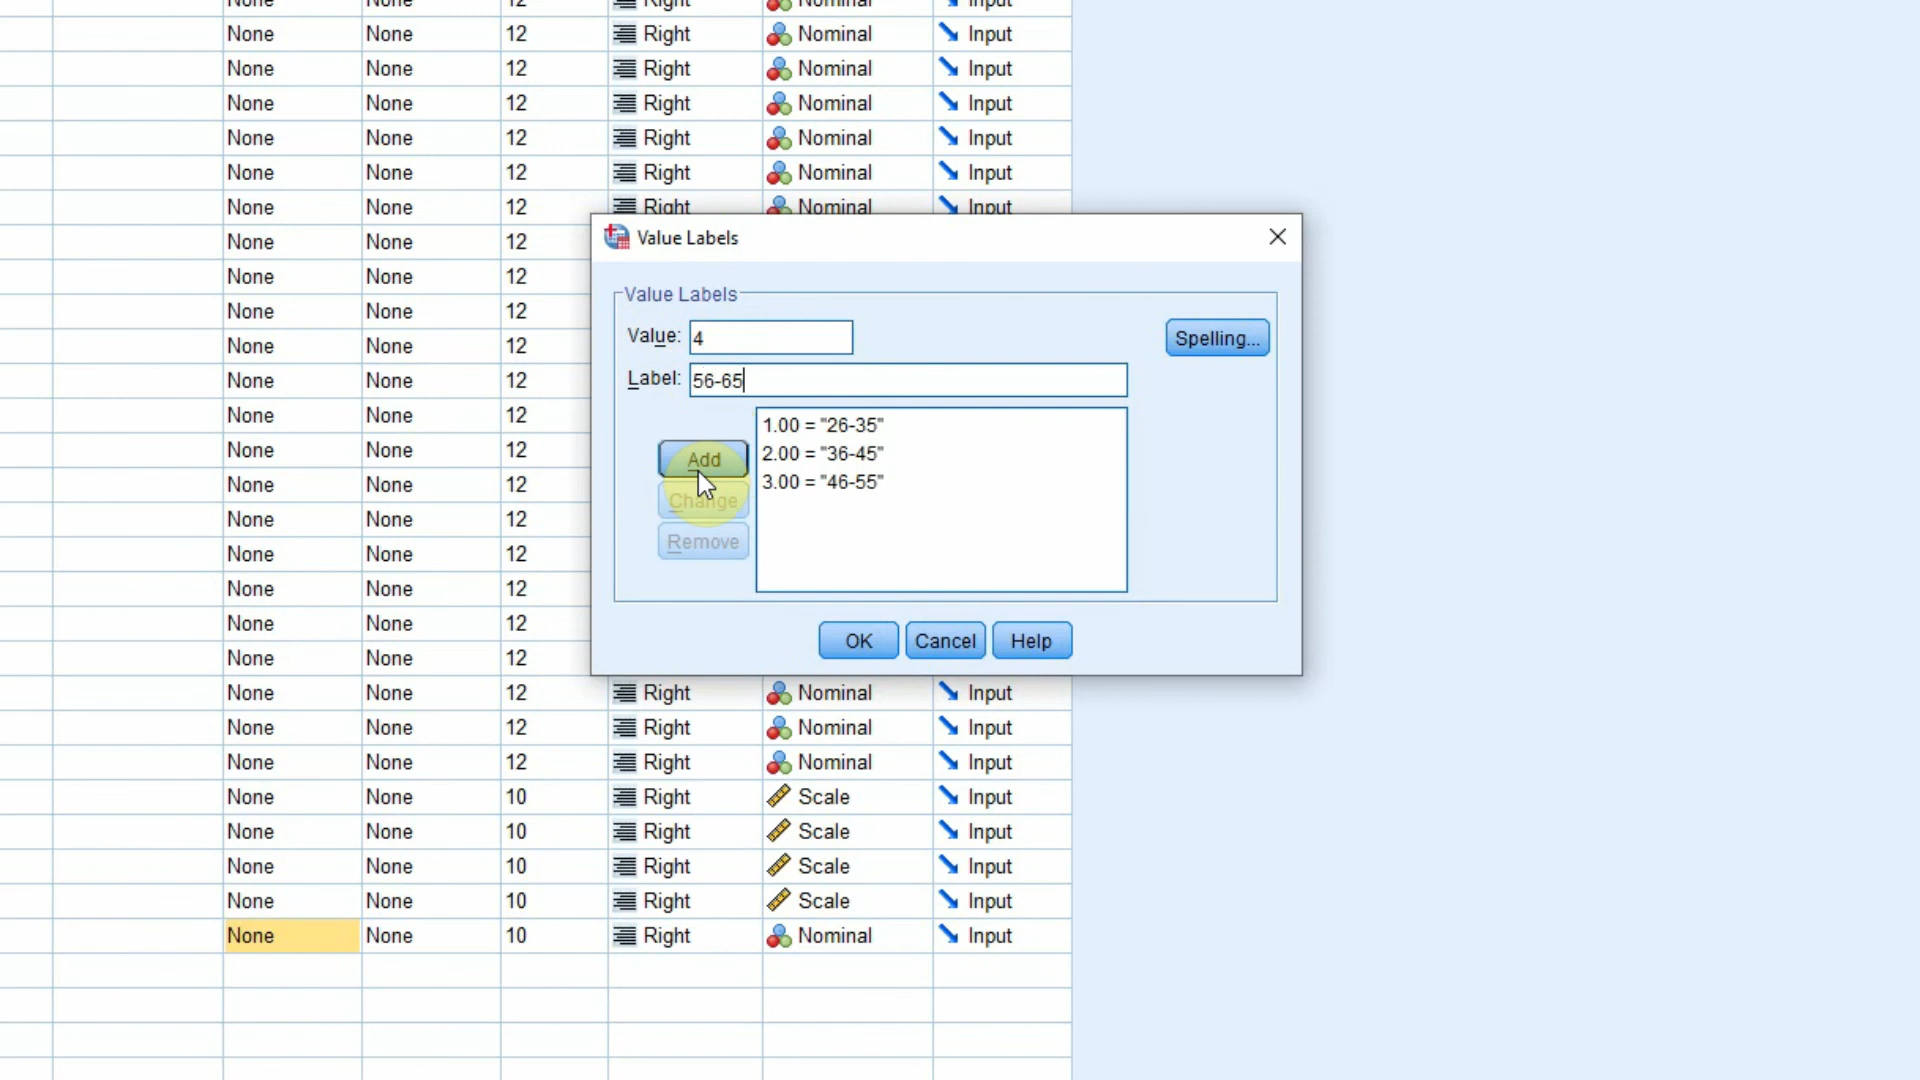 None None 12 Right Nominal Input
None None 12 Right Nominal Input
None None 12 Right Nominal Input
None None 12 Right Nominal Input
None None 12 Right Nominal Input
None None 12 Right Nominal Input
None None 12 Right Nominal Input
None None 12
None None 12
None None 12
None None 12
None None 12
None None 12
None None 12
None None 12
None None 12
None None 12
None None 12
None None 12
None None 12
Value Labels
Value Labels
Value: 4
Spelling...
Label: 56-65
1.00 = "26-35"
2.00 = "36-45"
3.00 = "46-55"
Add
Change
Remove
OK Cancel Help
None None 12 Right Nominal Input
None None 12 Right Nominal Input
None None 12 Right Nominal Input
None None 10 Right Scale Input
None None 10 Right Scale Input
None None 10 Right Scale Input
None None 10 Right Scale Input
None None 10 Right Nominal Input